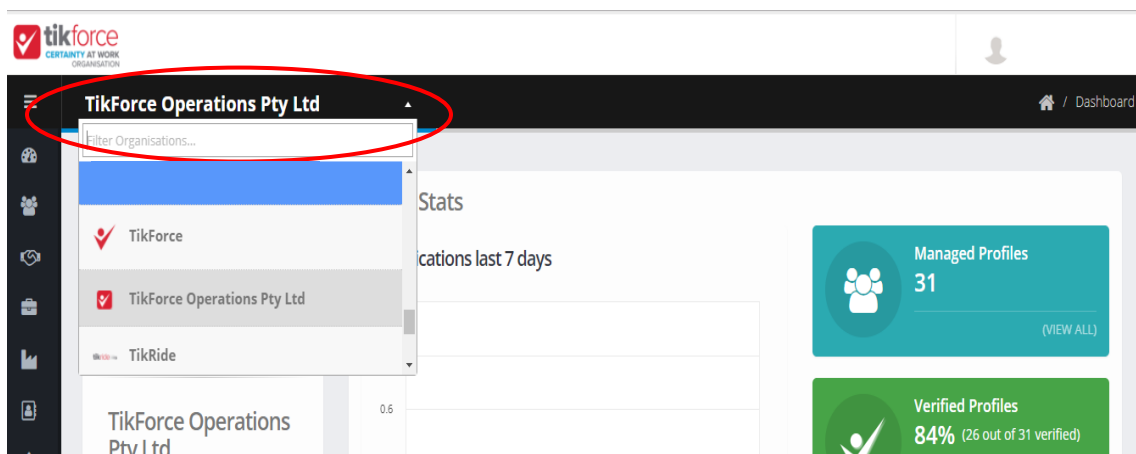 tikforce
CERTAINTY AT WORK
ORGANISATION
TikForce Operations Pty Ltd
/ Dashboard
Filter Organisations...
TikForce
TikForce Operations Pty Ltd
TikRide
Stats
ications last 7 days
0.6
TikForce Operations
Pty Ltd
Managed Profiles
31
(VIEW ALL)
Verified Profiles
84% (26 out of 31 verified)